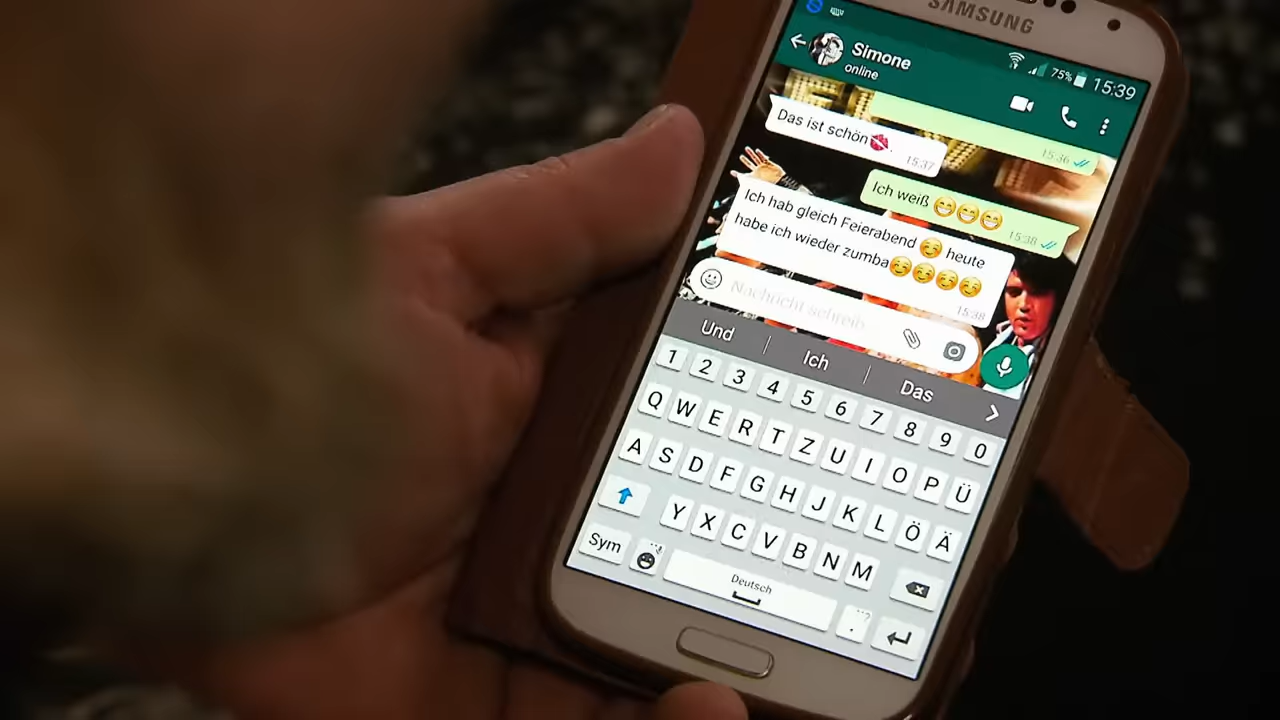 SAMSUNG
75% 15:39
Simone
online
15:36
Das ist schön💋.
15:37
Ich weiß 😁😁😁
15:38
Ich hab gleich Feierabend ☺️ heute
habe ich wieder zumba☺️☺️☺️☺️
15:38
Nachricht schreib
Und Ich Das
1 2 3 4 5 6 7 8 9 0
Q W E R T Z U I O P Ü
A S D F G H J K L Ö Ä
Y X C V B N M
Sym Deutsch .